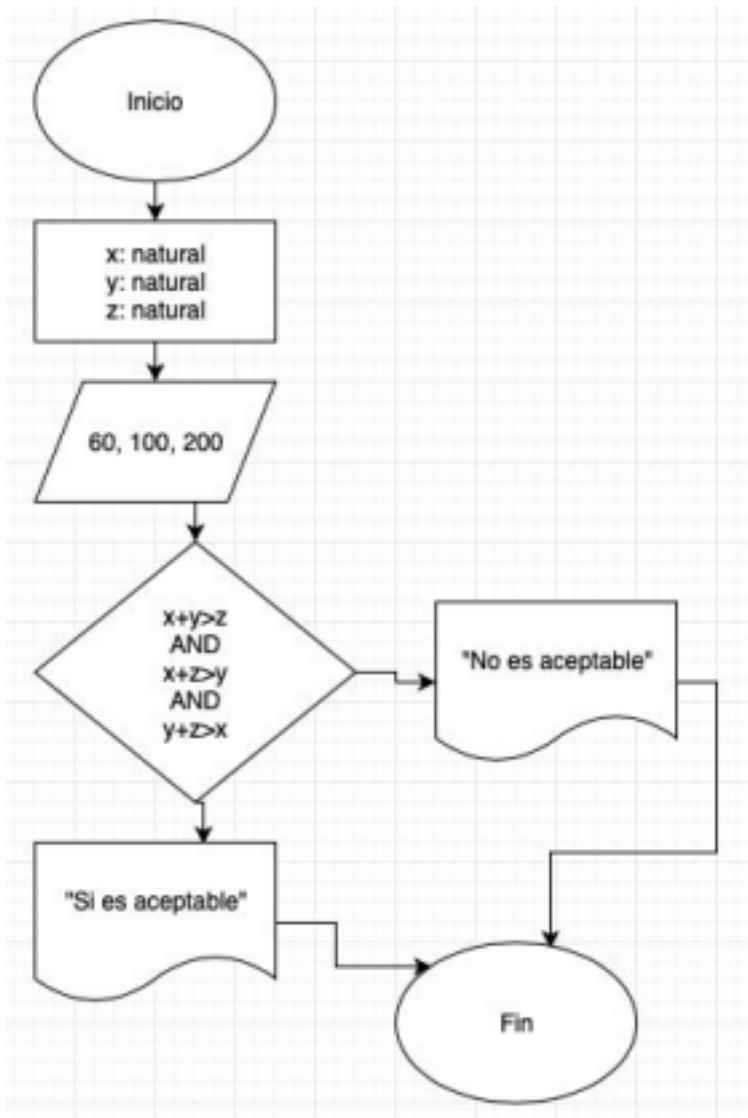 Inicio
x: natural
y: natural
z: natural
60, 100, 200
x+y>z
AND
x+z>y
AND
y+z>x
"No es aceptable"
"Si es aceptable"
Fin